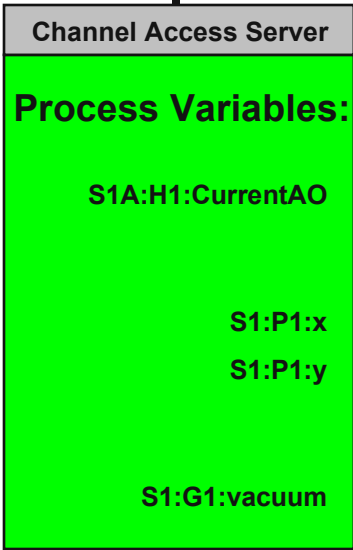 Channel Access Server
Process Variables:
S1A:H1:CurrentAO
S1:P1:x
S1:P1:y
S1:G1:vacuum